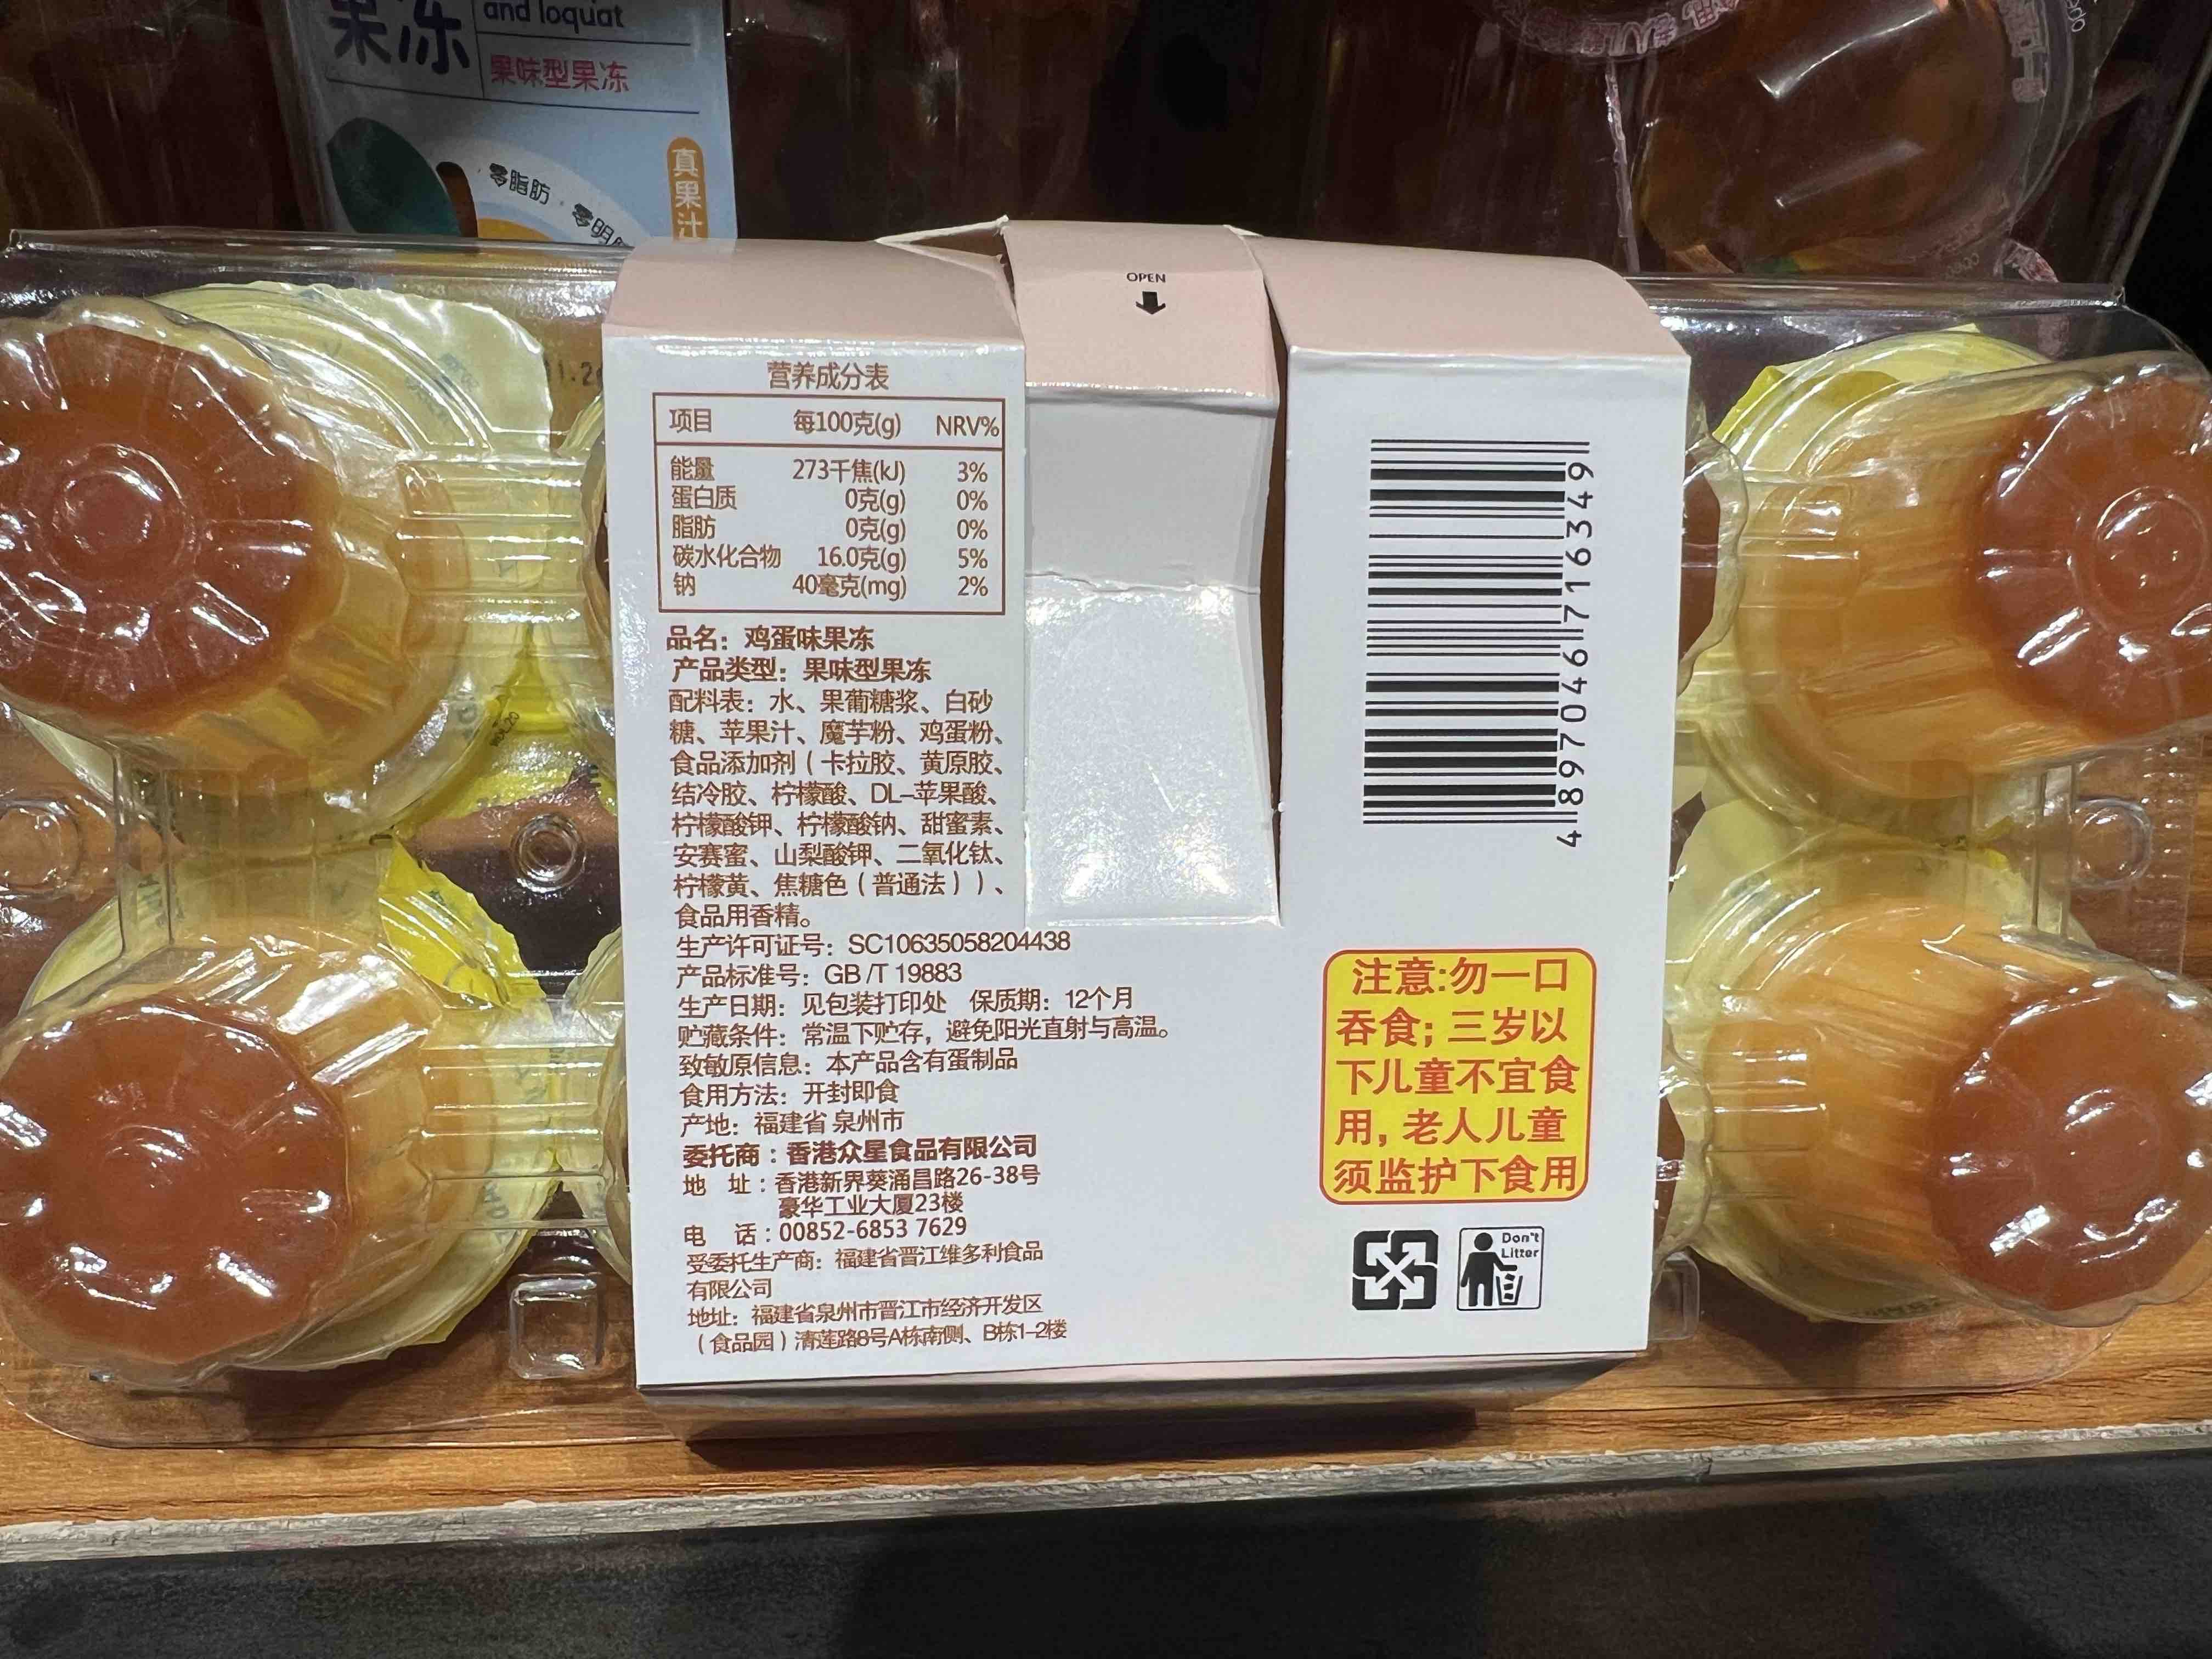 果冻
and loquat
果味型果冻
零脂肪
真果汁
OPEN
营养成分表
项目 每100克(g) NRV%
能量 273千焦(kJ) 3%
蛋白质 0克(g) 0%
脂肪 0克(g) 0%
碳水化合物 16.0克(g) 5%
钠 40毫克(mg) 2%
品名：鸡蛋味果冻
产品类型：果味型果冻
配料表：水、果葡糖浆、白砂
糖、苹果汁、魔芋粉、鸡蛋粉、
食品添加剂（卡拉胶、黄原胶、
结冷胶、柠檬酸、DL-苹果酸、
柠檬酸钾、柠檬酸钠、甜蜜素、
安赛蜜、山梨酸钾、二氧化钛、
柠檬黄、焦糖色（普通法））、
食品用香精。
生产许可证号：SC10635058204438
产品标准号：GB/T 19883
生产日期：见包装打印处 保质期：12个月
贮藏条件：常温下贮存，避免阳光直射与高温。
致敏原信息：本产品含有蛋制品
食用方法：开封即食
产地：福建省 泉州市
委托商：香港众星食品有限公司
地 址：香港新界葵涌昌路26-38号
豪华工业大厦23楼
电 话：00852-6853 7629
受委托生产商：福建省晋江维多利食品
有限公司
地址：福建省泉州市晋江市经济开发区
（食品园）清莲路8号A栋南侧、B栋1-2楼
4897046716349
注意:勿一口
吞食;三岁以
下儿童不宜食
用,老人儿童
须监护下食用
Don't
Litter